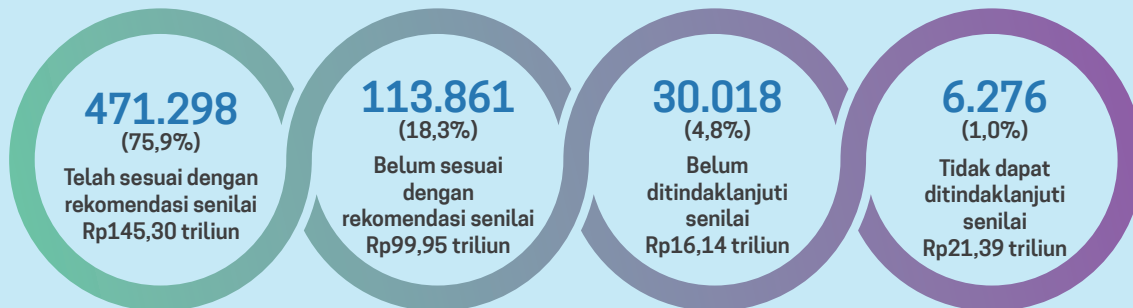 471.298
(75,9%)
Telah sesuai dengan
rekomendasi senilai
Rp145,30 triliun
113.861
(18,3%)
Belum sesuai
dengan
rekomendasi senilai
Rp99,95 triliun
30.018
(4,8%)
Belum
ditindaklanjuti
senilai
Rp16,14 triliun
6.276
(1,0%)
Tidak dapat
ditindaklanjuti
senilai
Rp21,39 triliun